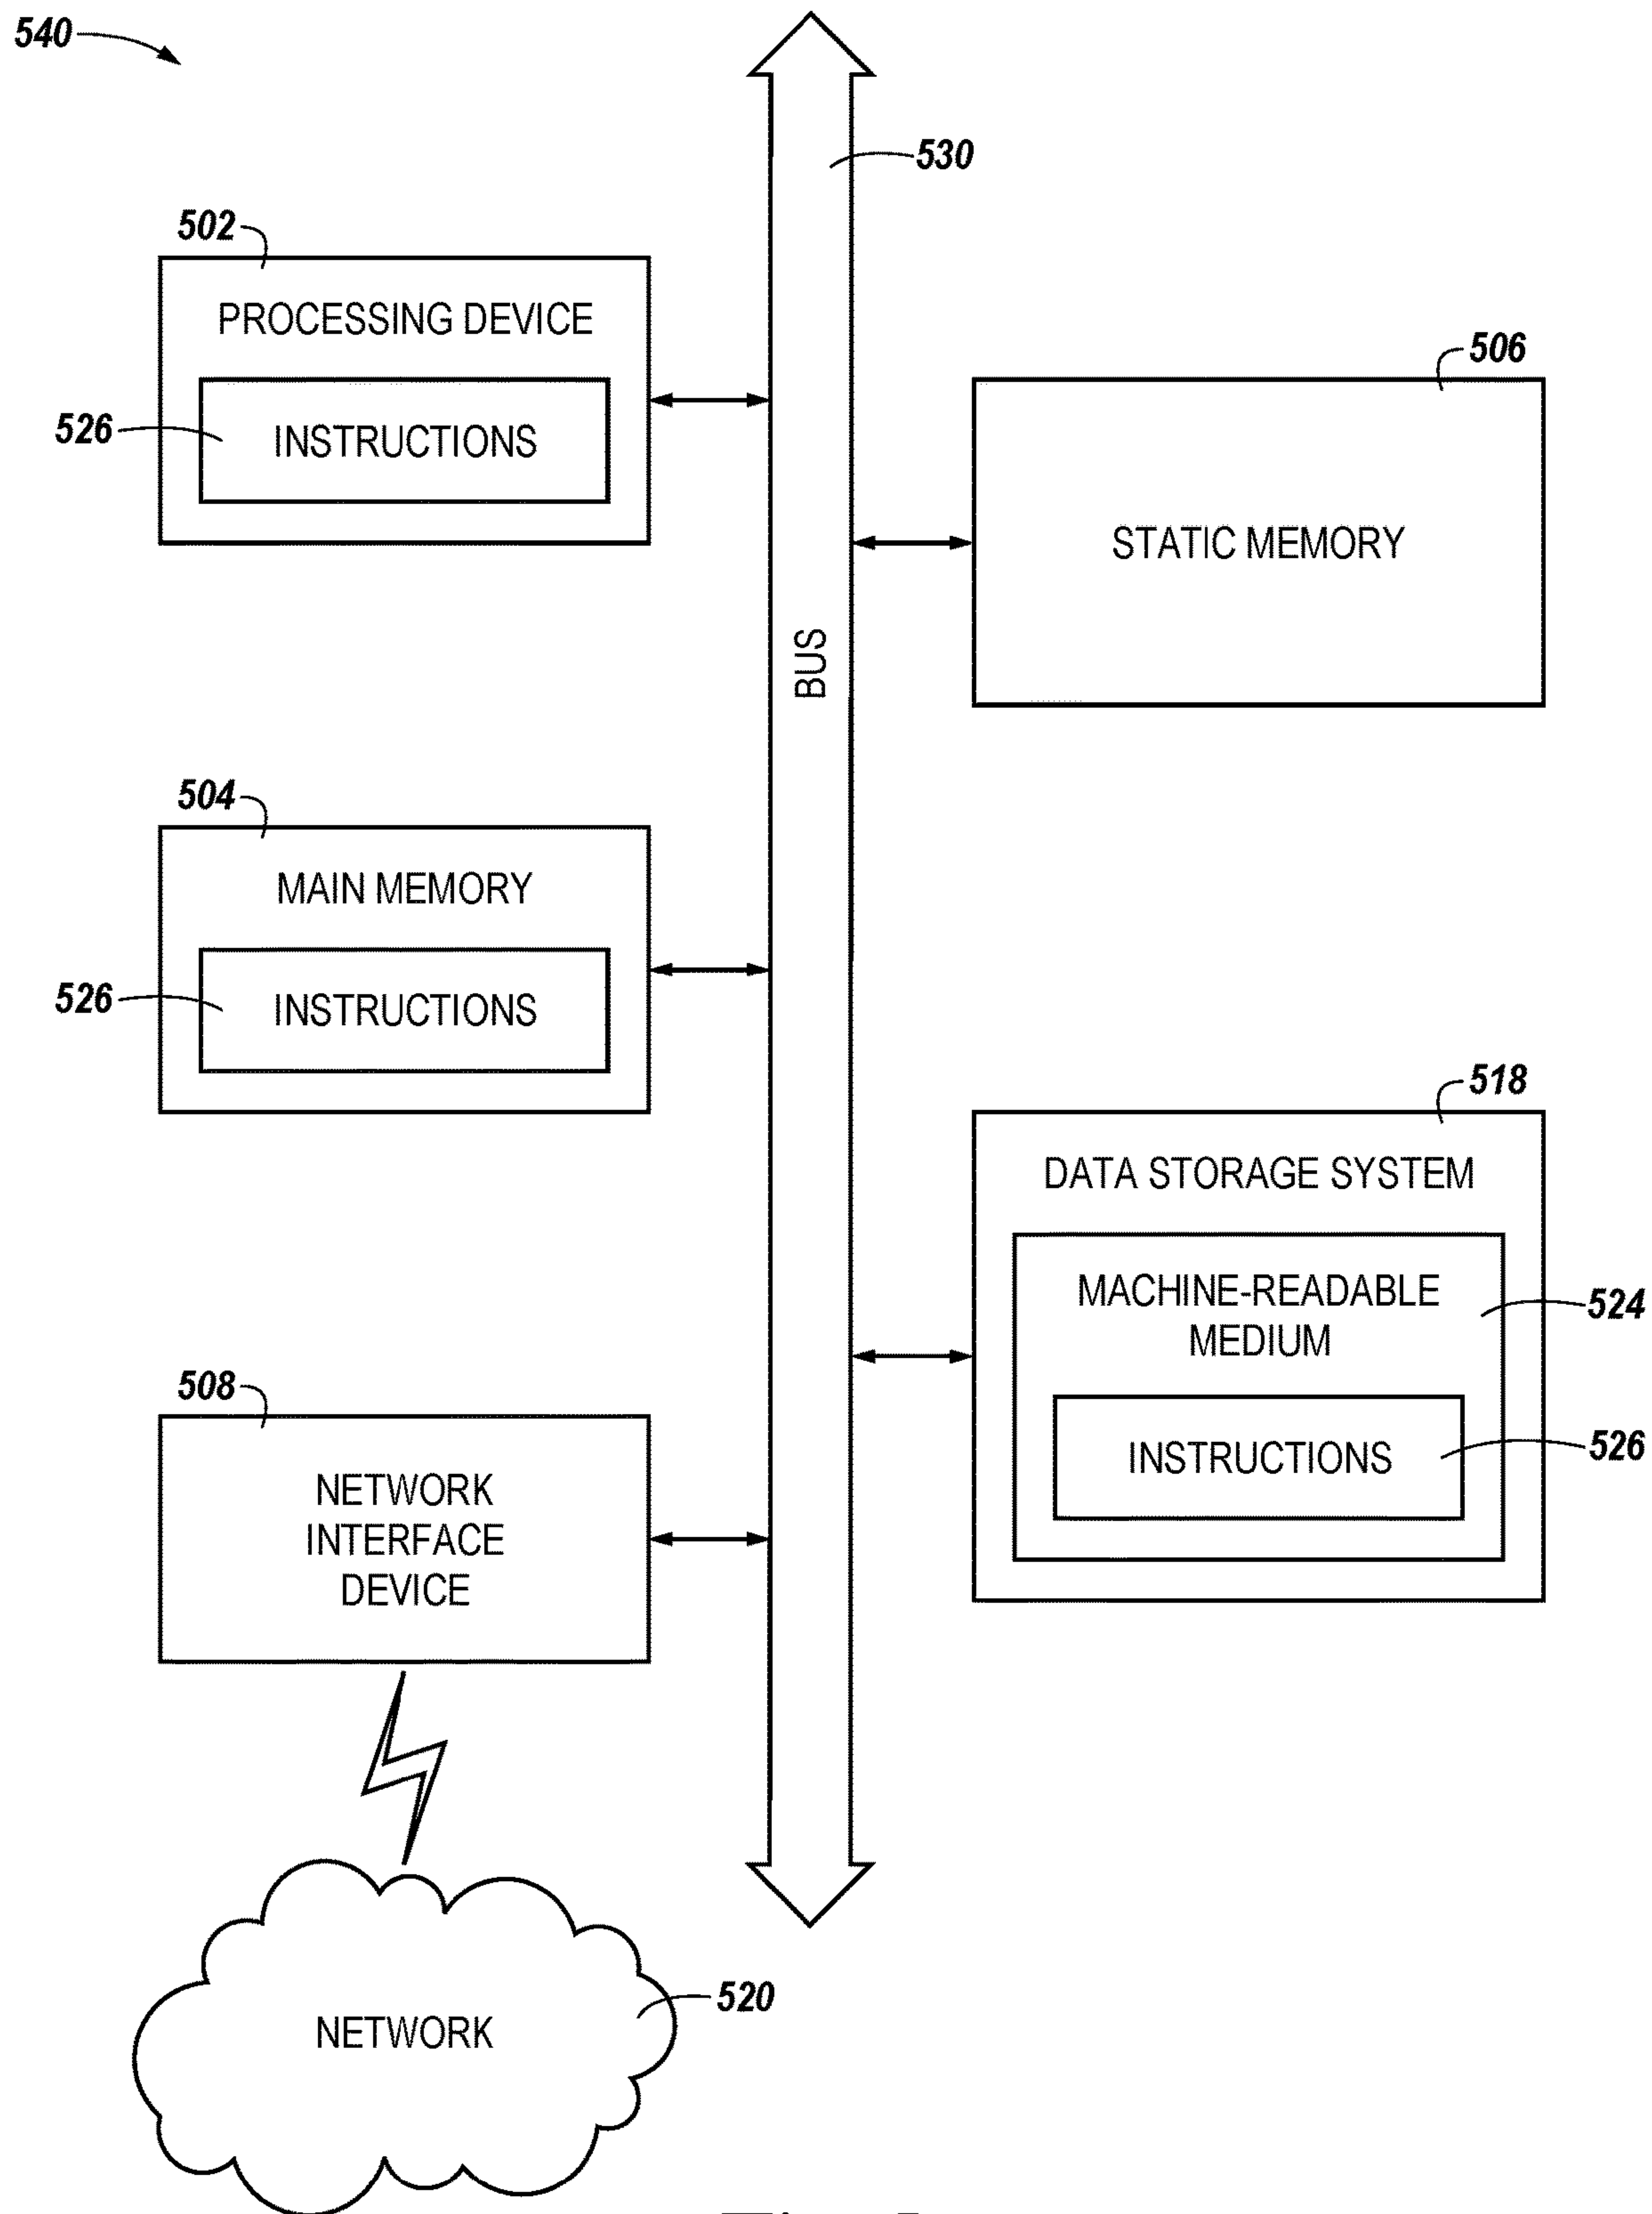 540
530
502
PROCESSING DEVICE
526
INSTRUCTIONS
506
STATIC MEMORY
BUS
504
MAIN MEMORY
526
INSTRUCTIONS
518
DATA STORAGE SYSTEM
MACHINE-READABLE
MEDIUM
524
INSTRUCTIONS
526
508
NETWORK
INTERFACE
DEVICE
NETWORK
520